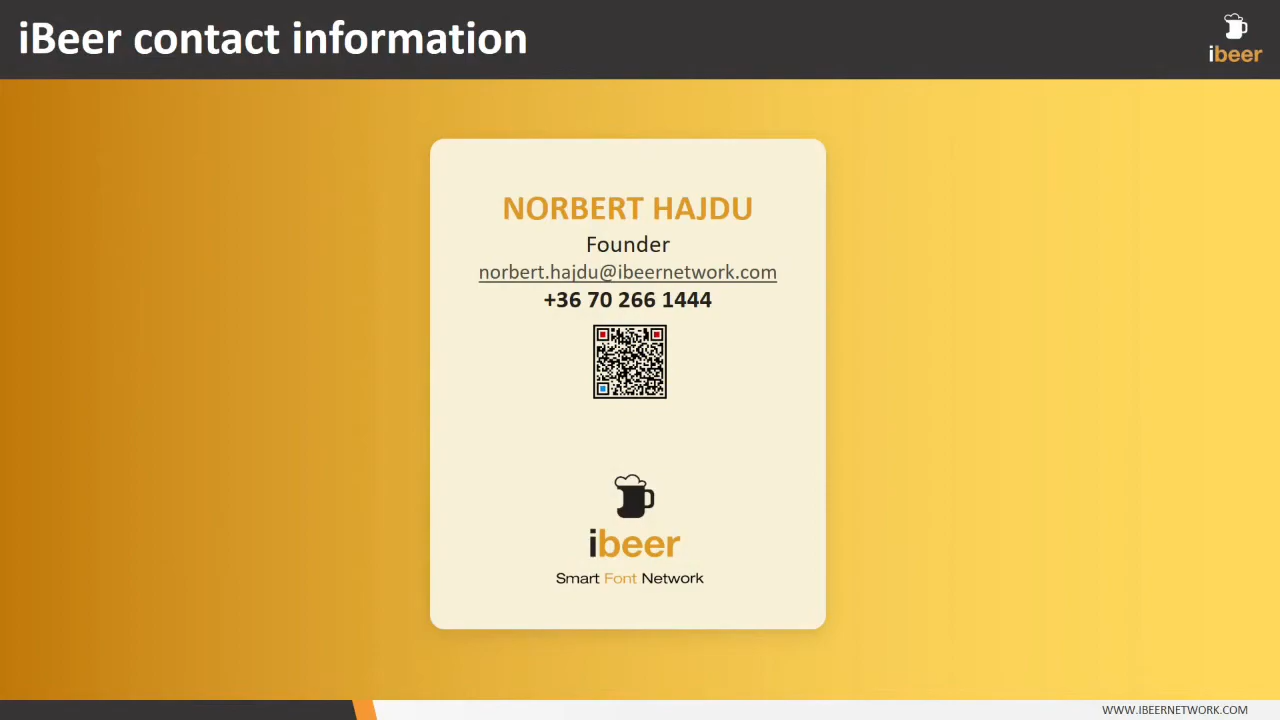 iBeer contact information
ibeer
NORBERT HAJDU
Founder
norbert.hajdu@ibeernetwork.com
+36 70 266 1444
ibeer
Smart Font Network
WWW.IBEERNETWORK.COM